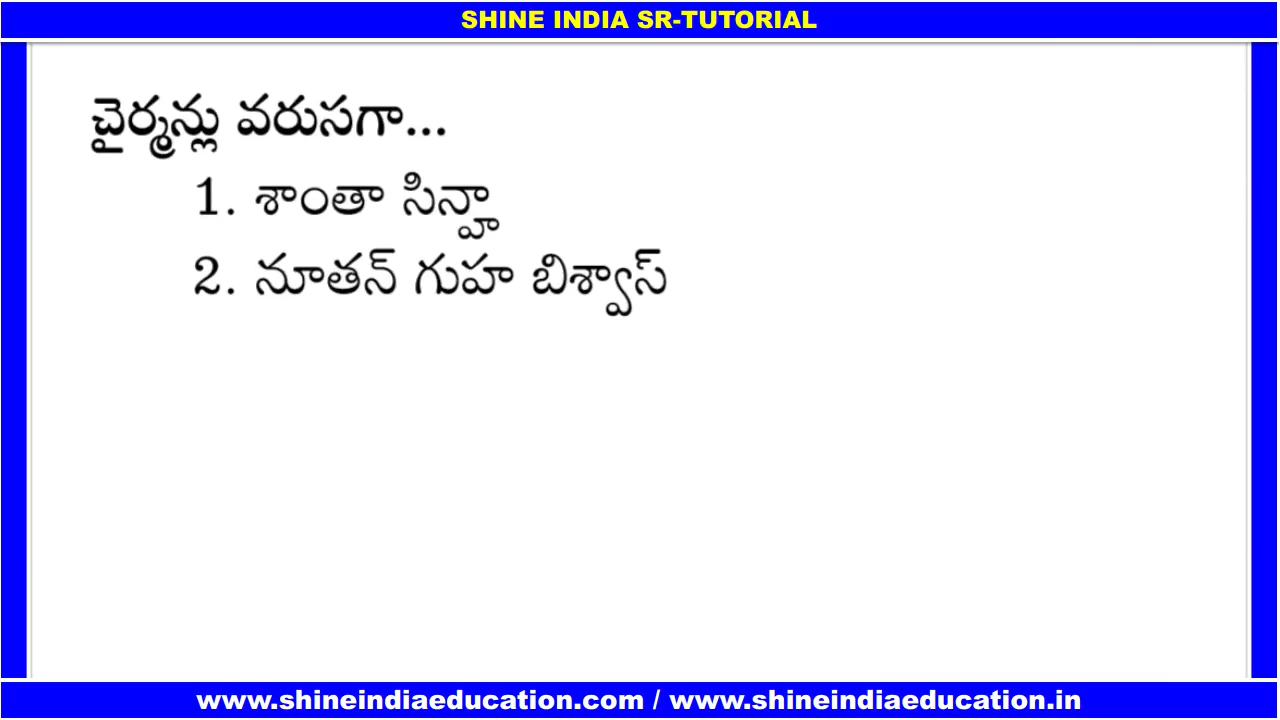 SHINE INDIA SR-TUTORIAL
చైర్మన్లు వరుసగా...
1. శాంతా సిన్హా
2. నూతన్ గుహ బిశ్వాస్
www.shineindiaeducation.com / www.shineindiaeducation.in